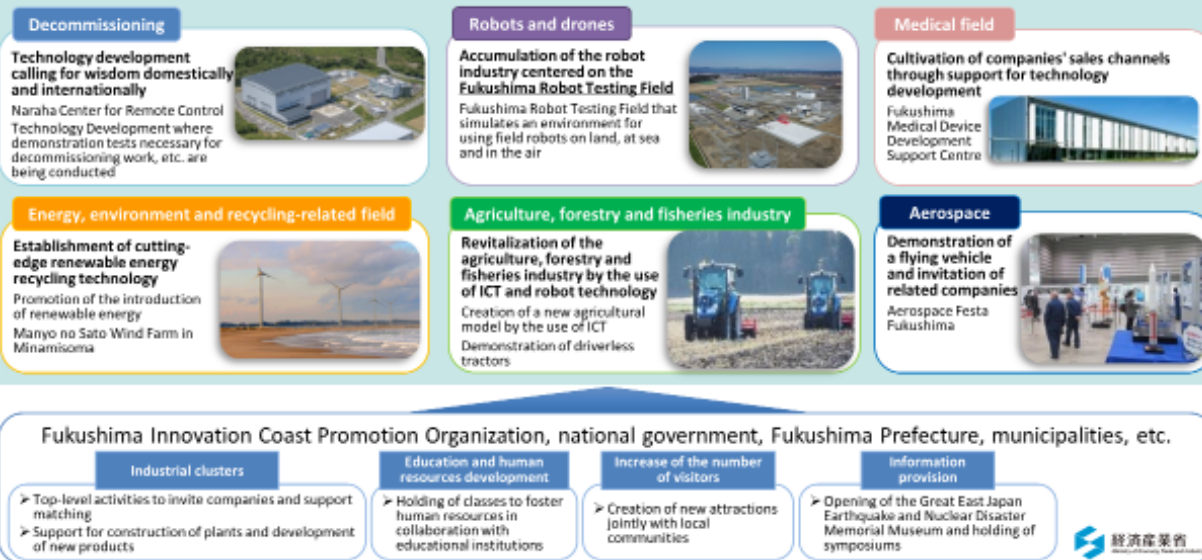 Decommissioning
Technology development
calling for wisdom domestically
and internationally
Naraha Center for Remote Control
Technology Development where
demonstration tests necessary for
decommissioning work, etc. are
being conducted
Robots and drones
Accumulation of the robot
industry centered on the
Fukushima Robot Testing Field
Fukushima Robot Testing Field that
simulates an environment for
using field robots on land, at sea
and in the air
Medical field
Cultivation of companies' sales channels
through support for technology
development
Fukushima
Medical Device
Development
Support Centre
Energy, environment and recycling-related field
Establishment of cutting-
edge renewable energy
recycling technology
Promotion of the introduction
of renewable energy
Manyo no Sato Wind Farm in
Minamisoma
Agriculture, forestry and fisheries industry
Revitalization of the
agriculture, forestry and
fisheries industry by the use
of ICT and robot technology
Creation of a new agricultural
model by the use of ICT
Demonstration of driverless
tractors
Aerospace
Demonstration of
a flying vehicle
and invitation of
related companies
Aerospace Festa
Fukushima
Fukushima Innovation Coast Promotion Organization, national government, Fukushima Prefecture, municipalities, etc.
Industrial clusters
➢ Top-level activities to invite companies and support
matching
➢ Support for construction of plants and development
of new products
Education and human
resources development
➢ Holding of classes to foster
human resources in
collaboration with
educational institutions
Increase of the number
of visitors
➢ Creation of new attractions
jointly with local
communities
Information
provision
➢ Opening of the Great East Japan
Earthquake and Nuclear Disaster
Memorial Museum and holding of
symposiums
経済産業省